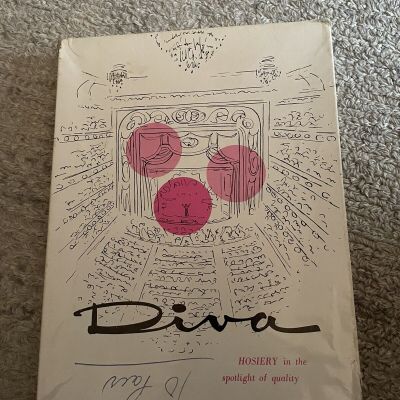 Diva
HOSIERY in the
spotlight of quality